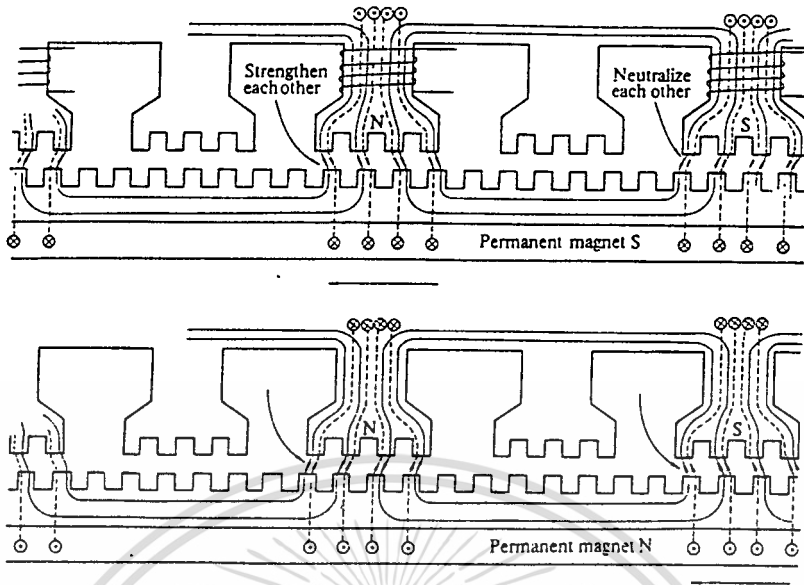 Strengthen
each other
N
Neutralize
each other
S
Permanent magnet S
N
S
Permanent magnet N